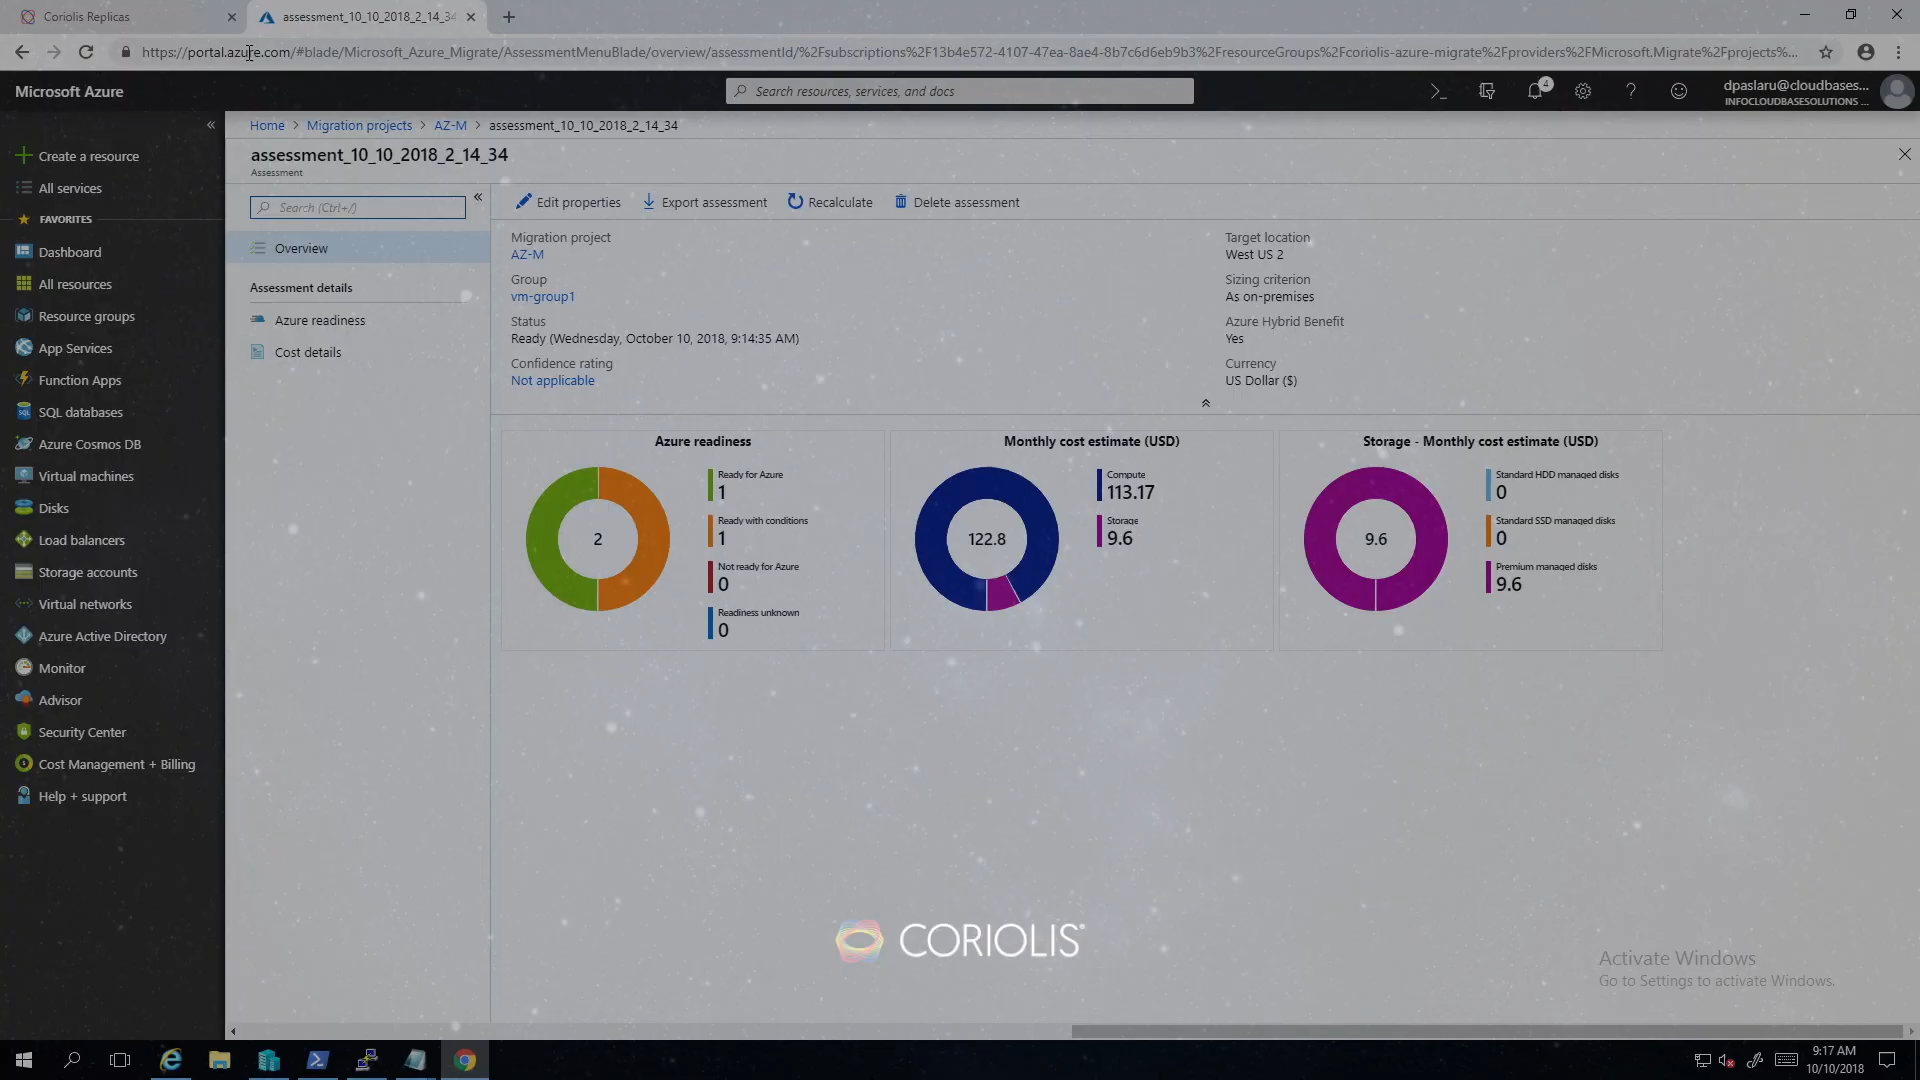 Coriolis Replicas
assessment_10_10_2018_2_14_34
https://portal.azure.com/#blade/Microsoft_Azure_Migrate/AssessmentMenuBlade/overview/assessmentId/%2Fsubscriptions%2F13b4e572-4107-47ea-8ae4-8b7c6d6eb9b3%2FresourceGroups%2Fcoriolis-azure-migrate%2Fproviders%2FMicrosoft.Migrate%2Fprojects%...
Microsoft Azure
Search resources, services, and docs
4
dpaslaru@cloudbases...
INFOCLOUDBASESOLUTIONS ...
Home > Migration projects > AZ-M > assessment_10_10_2018_2_14_34
assessment_10_10_2018_2_14_34
Assessment
Create a resource
All services
FAVORITES
Dashboard
All resources
Resource groups
App Services
Function Apps
SQL databases
Azure Cosmos DB
Virtual machines
Disks
Load balancers
Storage accounts
Virtual networks
Azure Active Directory
Monitor
Advisor
Security Center
Cost Management + Billing
Help + support
Search (Ctrl+/)
Overview
Assessment details
Azure readiness
Cost details
Edit properties
Export assessment
Recalculate
Delete assessment
Migration project
AZ-M
Group
vm-group1
Status
Ready (Wednesday, October 10, 2018, 9:14:35 AM)
Confidence rating
Not applicable
Target location
West US 2
Sizing criterion
As on-premises
Azure Hybrid Benefit
Yes
Currency
US Dollar ($)
Azure readiness
2
Ready for Azure
1
Ready with conditions
1
Not ready for Azure
0
Readiness unknown
0
Monthly cost estimate (USD)
122.8
Compute
113.17
Storage
9.6
Storage - Monthly cost estimate (USD)
9.6
Standard HDD managed disks
0
Standard SSD managed disks
0
Premium managed disks
9.6
CORIOLIS®
Activate Windows
Go to Settings to activate Windows.
9:17 AM
10/10/2018